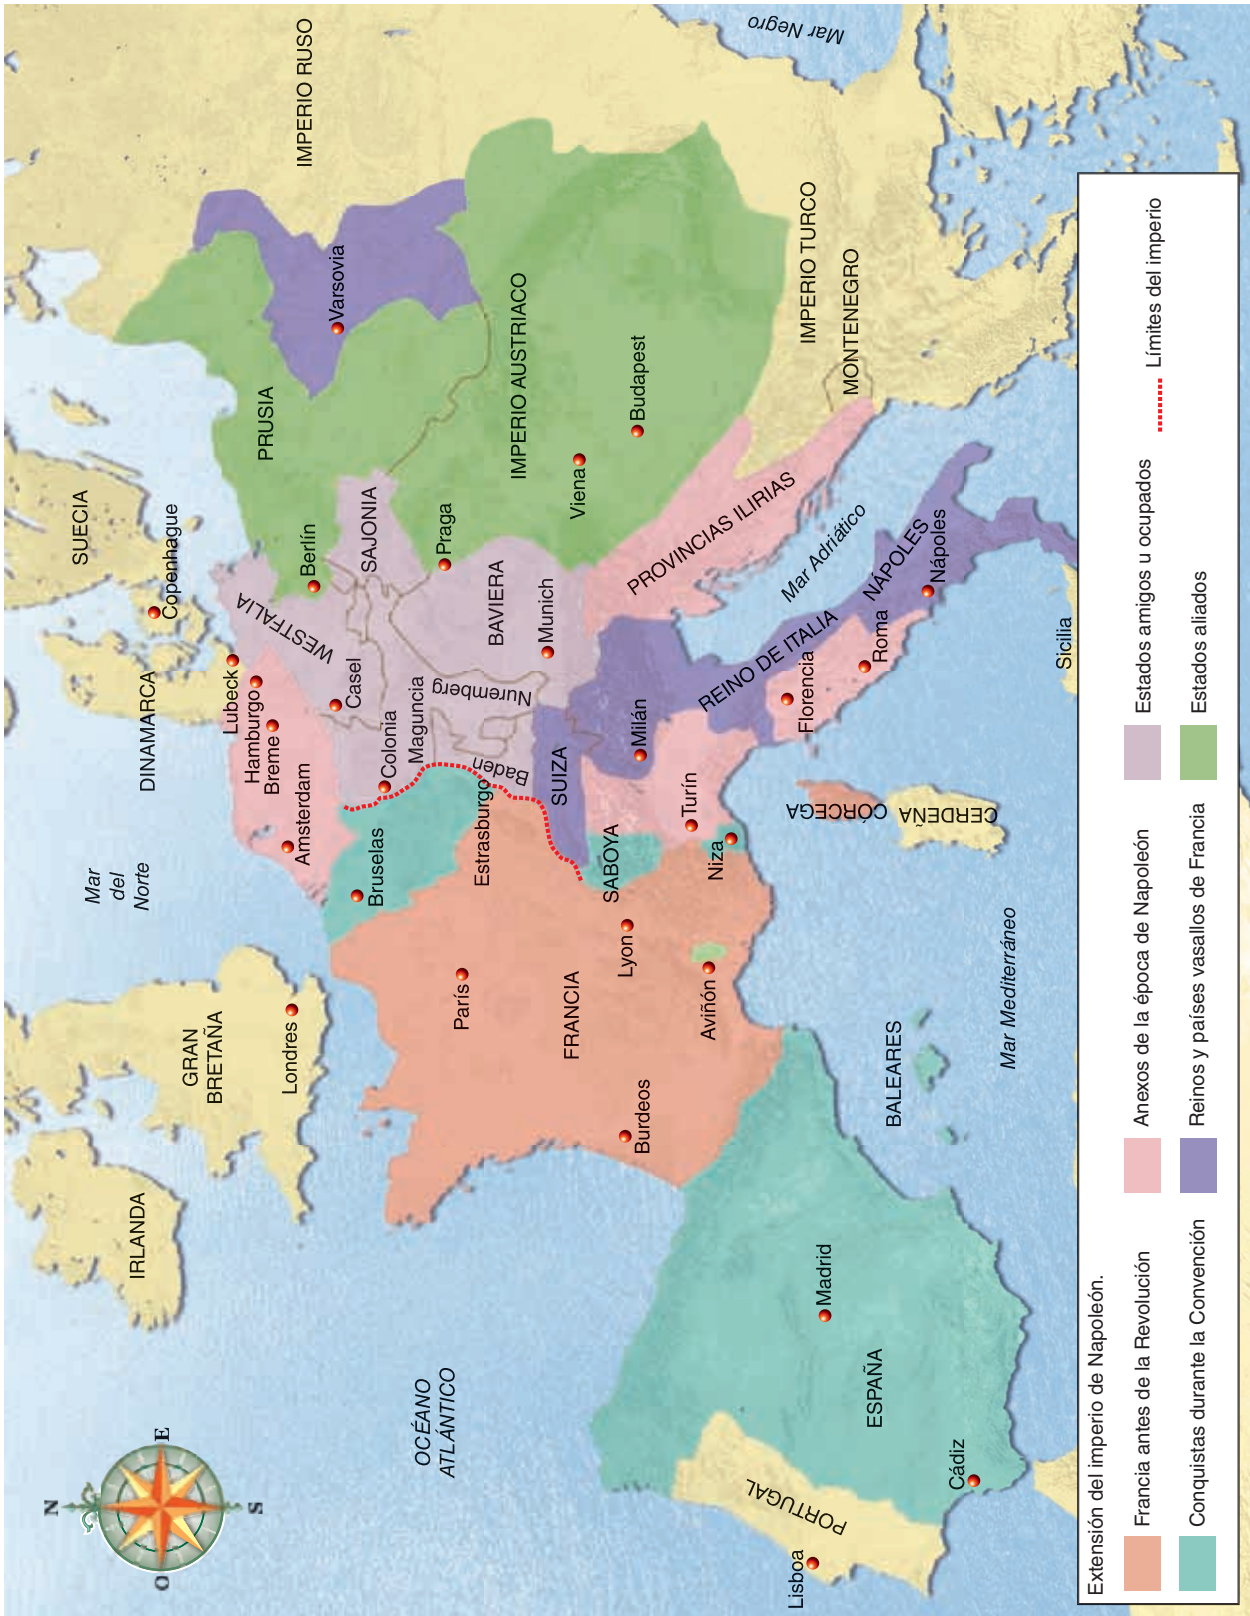 N
O
E
S
IRLANDA
GRAN
BRETAÑA
Londres
Mar
del
Norte
DINAMARCA
Copenhague
SUECIA
IMPERIO RUSO
Mar Negro
Lubeck
Hamburgo
Breme
Amsterdam
WESTFALIA
Berlín
PRUSIA
Varsovia
Casel
SAJONIA
Colonia
Maguncia
Bruselas
Praga
Nuremberg
BAVIERA
Munich
Baden
Estrasburgo
IMPERIO AUSTRIACO
Viena
Budapest
OCÉANO
ATLÁNTICO
París
FRANCIA
SUIZA
SABOYA
Lyon
Burdeos
Aviñón
Niza
Turín
Milán
PROVINCIAS ILIRIAS
IMPERIO TURCO
MONTENEGRO
Mar Adriático
REINO DE ITALIA
Florencia
Roma
NÁPOLES
Nápoles
CÓRCEGA
CERDEÑA
Sicilia
Mar Mediterráneo
BALEARES
Madrid
ESPAÑA
Cádiz
PORTUGAL
Lisboa
Extensión del imperio de Napoleón.
Francia antes de la Revolución
Anexos de la época de Napoleón
Estados amigos u ocupados
Límites del imperio
Conquistas durante la Convención
Reinos y países vasallos de Francia
Estados aliados